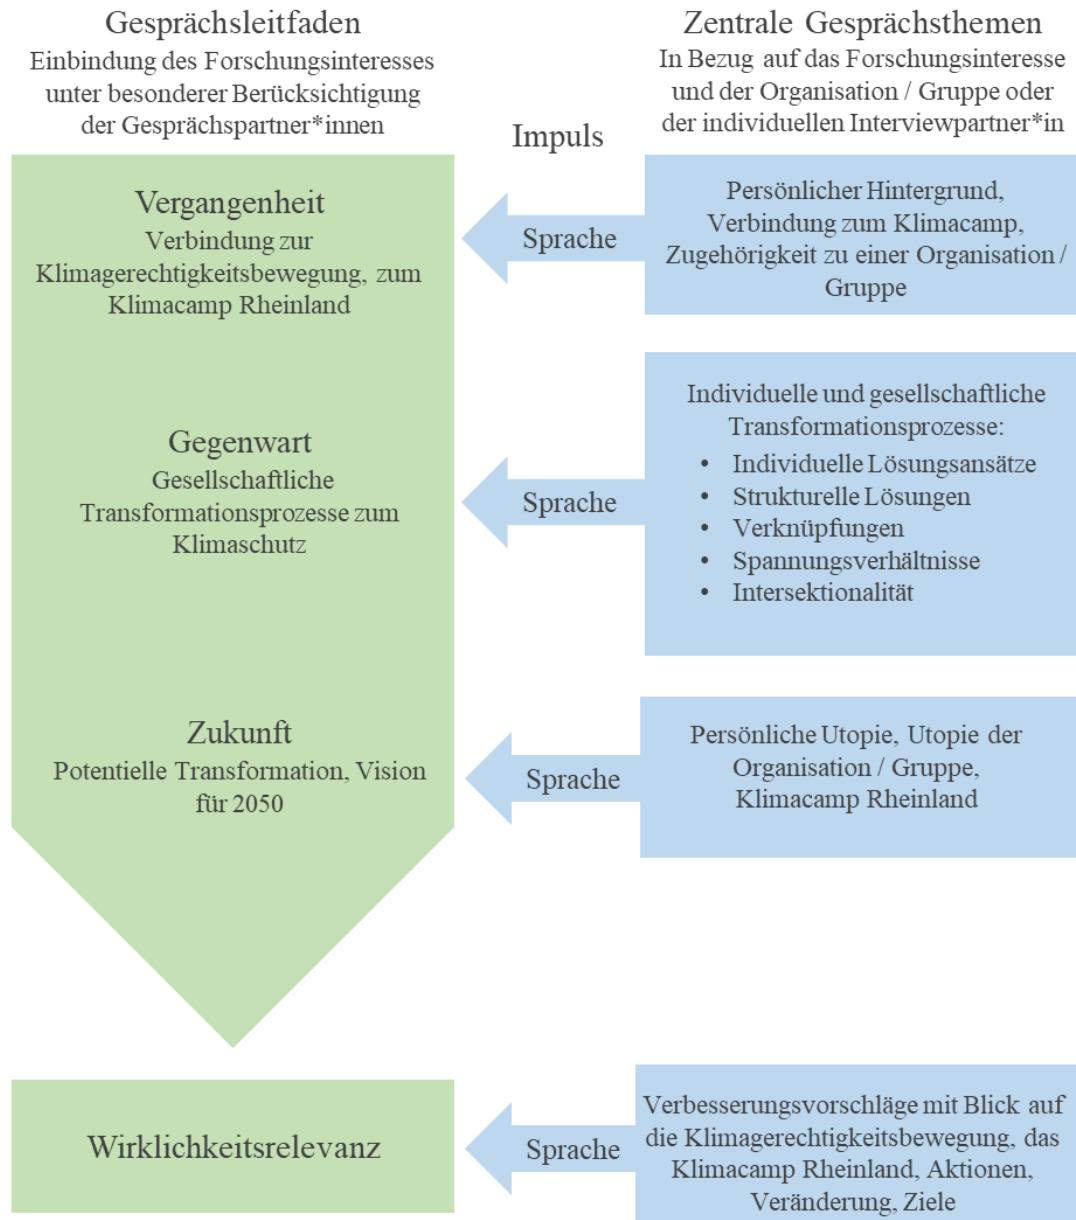 Gesprächsleitfaden
Einbindung des Forschungsinteresses
unter besonderer Berücksichtigung
der Gesprächspartner*innen
Impuls
Zentrale Gesprächsthemen
In Bezug auf das Forschungsinteresse
und der Organisation / Gruppe oder
der individuellen Interviewpartner*in
Vergangenheit
Verbindung zur
Klimagerechtigkeitsbewegung, zum
Klimacamp Rheinland
Sprache
Persönlicher Hintergrund,
Verbindung zum Klimacamp,
Zugehörigkeit zu einer Organisation /
Gruppe
Gegenwart
Gesellschaftliche
Transformationsprozesse zum
Klimaschutz
Sprache
Individuelle und gesellschaftliche
Transformationsprozesse:
• Individuelle Lösungsansätze
• Strukturelle Lösungen
• Verknüpfungen
• Spannungsverhältnisse
• Intersektionalität
Zukunft
Potentielle Transformation, Vision
für 2050
Sprache
Persönliche Utopie, Utopie der
Organisation / Gruppe,
Klimacamp Rheinland
Wirklichkeitsrelevanz
Sprache
Verbesserungsvorschläge mit Blick auf
die Klimagerechtigkeitsbewegung, das
Klimacamp Rheinland, Aktionen,
Veränderung, Ziele